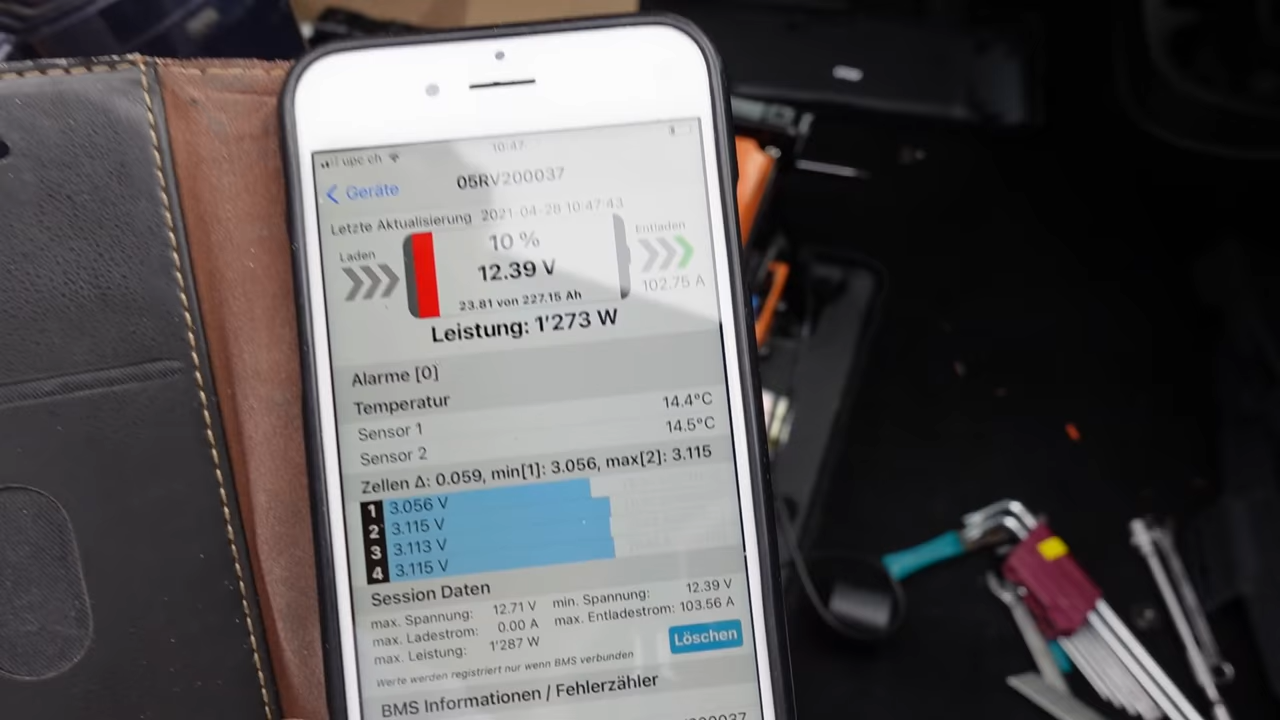 upc ch 10:47
Geräte 05RV200037
Letzte Aktualisierung 2021-04-28 10:47:43
Laden 10 % Entladen
12.39 V
102.75 A
23.81 von 227.15 Ah
Leistung: 1'273 W
Alarme [0]
Temperatur
Sensor 1 14.4°C
Sensor 2 14.5°C
Zellen Δ: 0.059, min[1]: 3.056, max[2]: 3.115
1 3.056 V
2 3.115 V
3 3.113 V
4 3.115 V
Session Daten
max. Spannung: 12.71 V min. Spannung: 12.39 V
max. Ladestrom: 0.00 A max. Entladestrom: 103.56 A
max. Leistung: 1'287 W Löschen
Werte werden registriert nur wenn BMS verbunden
BMS Informationen / Fehlerzähler